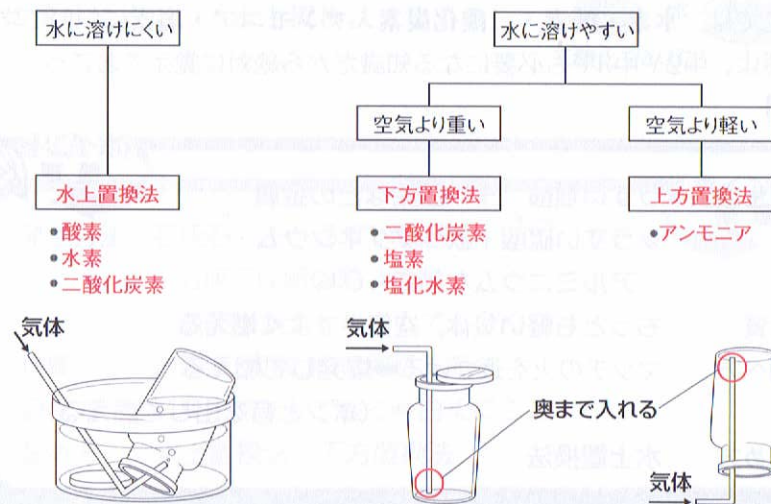 水に溶けにくい
水に溶けやすい
空気より重い
空気より軽い
水上置換法
下方置換法
上方置換法
•酸素
•水素
•二酸化炭素
•二酸化炭素
•塩素
•塩化水素
•アンモニア
気体
気体
奥まで入れる
気体